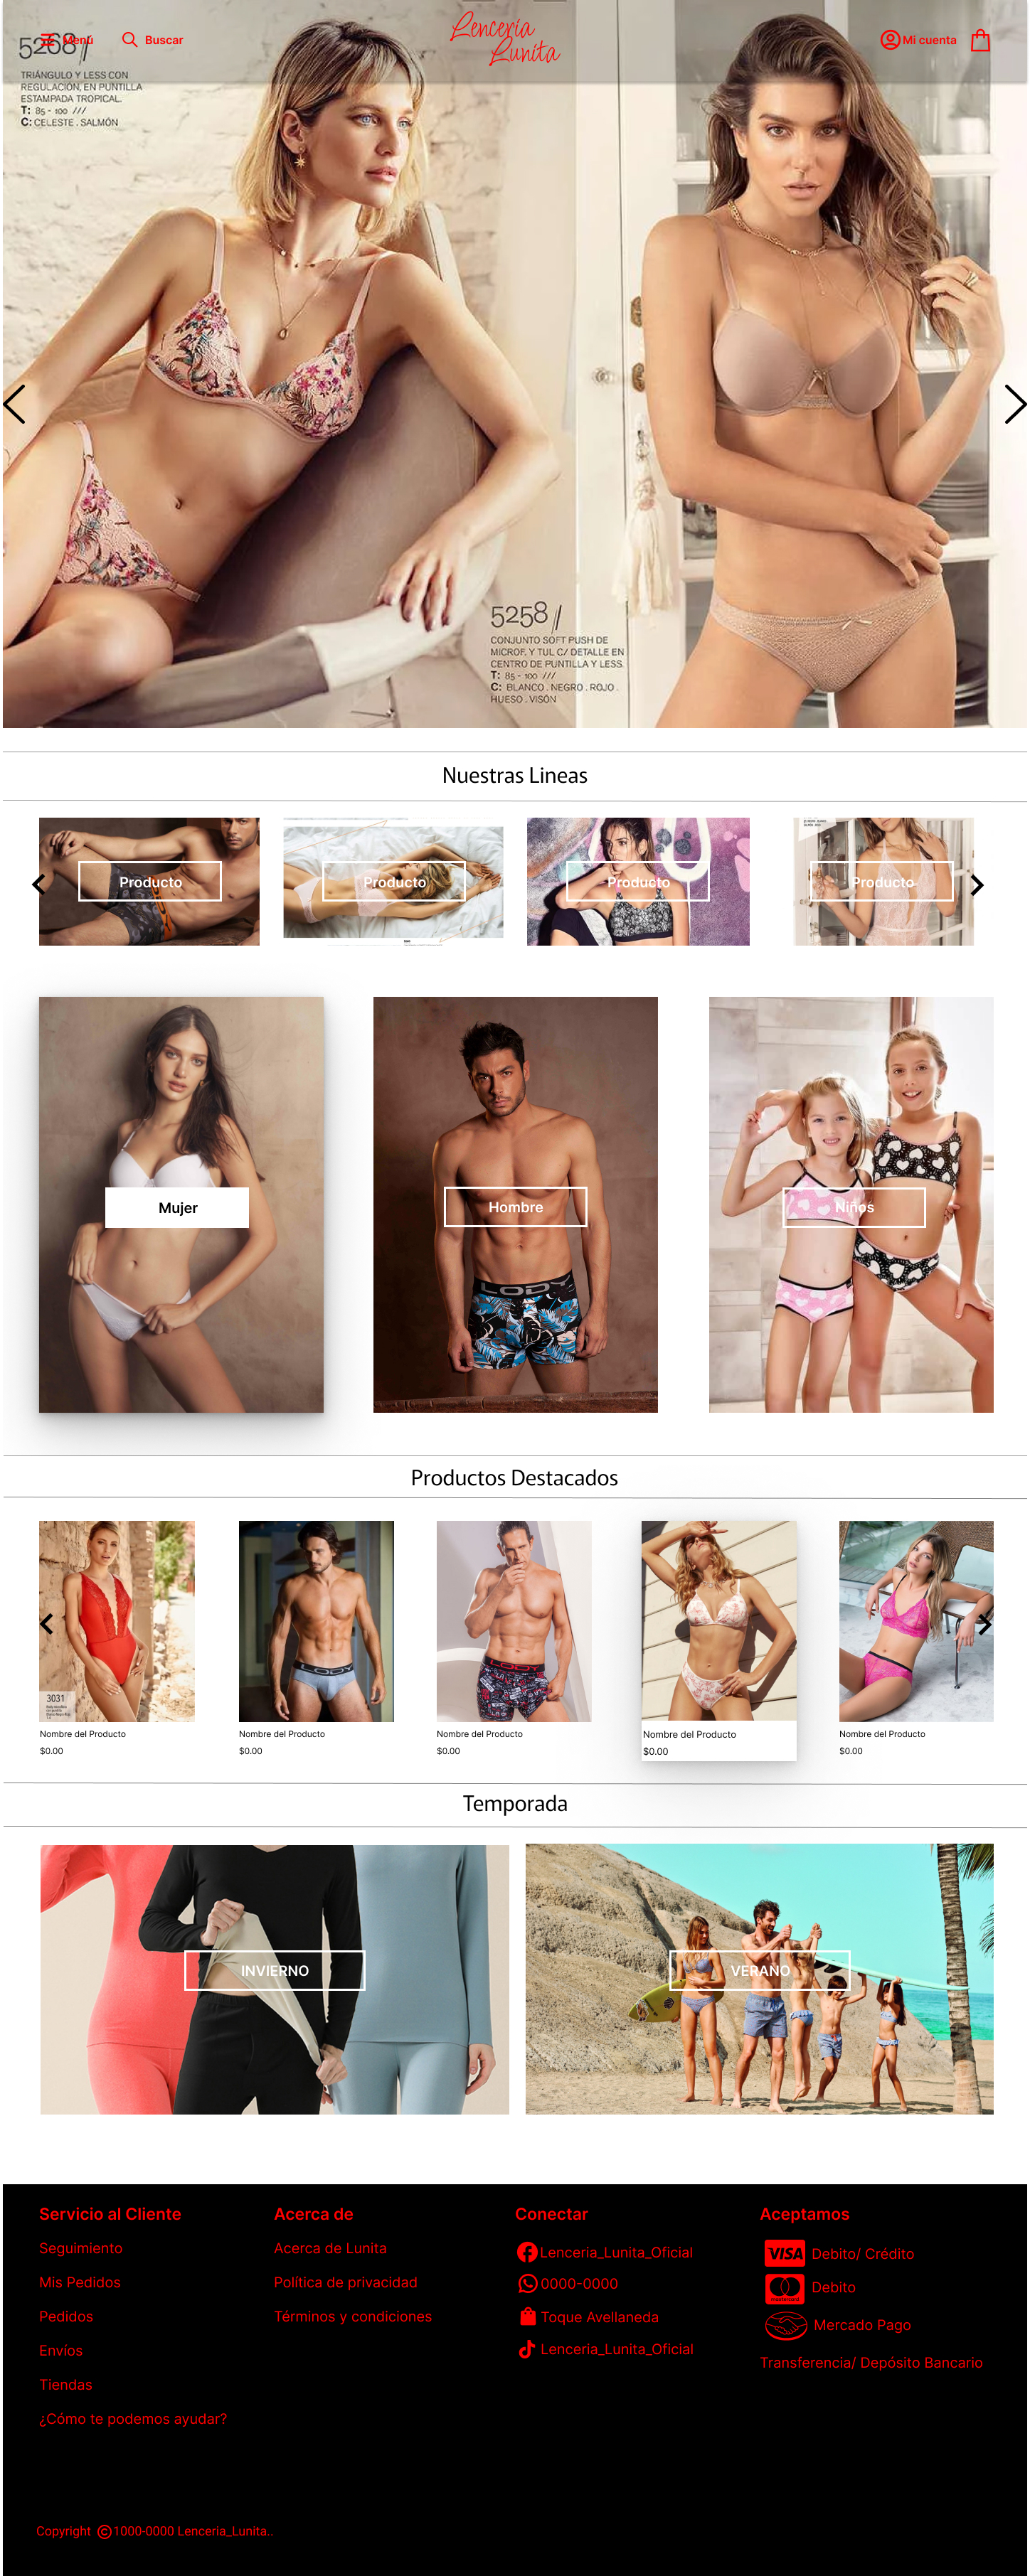 Menú
Buscar
Lencería
Lunita
Mi cuenta
5268//
TRIÁNGULO Y LESS CON
REGULACIÓN, EN PUNTILLA
ESTAMPADA TROPICAL.
T: 85 - 100 ///
C: CELESTE . SALMÓN
5258//
CONJUNTO SOFT PUSH DE
MICROF. Y TUL C/ DETALLE EN
CENTRO DE PUNTILLA Y LESS.
T: 85 - 100 ///
C: BLANCO . NEGRO . ROJO .
HUESO . VISÓN
Nuestras Lineas
Producto
Producto
Producto
Producto
Mujer
Hombre
LODY
Niños
Productos Destacados
3031
LODY
LODY
Nombre del Producto
$0.00
Nombre del Producto
$0.00
Nombre del Producto
$0.00
Nombre del Producto
$0.00
Nombre del Producto
$0.00
Temporada
INVIERNO
VERANO
Servicio al Cliente
Seguimiento
Mis Pedidos
Pedidos
Envíos
Tiendas
¿Cómo te podemos ayudar?
Acerca de
Acerca de Lunita
Política de privacidad
Términos y condiciones
Conectar
Lenceria_Lunita_Oficial
0000-0000
Toque Avellaneda
Lenceria_Lunita_Oficial
Aceptamos
VISA Debito/ Crédito
Debito
Mercado Pago
Transferencia/ Depósito Bancario
Copyright ©1000-0000 Lenceria_Lunita..